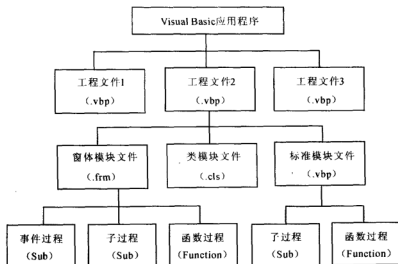 Visual Basic应用程序
工程文件1
(.vbp)
工程文件2
(.vbp)
工程文件3
(.vbp)
窗体模块文件
(.frm)
类模块文件
(.cls)
标准模块文件
(.vbp)
事件过程
(Sub)
子过程
(Sub)
函数过程
(Function)
子过程
(Sub)
函数过程
(Function)